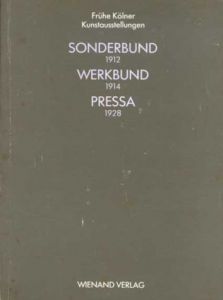 Frühe Kölner
Kunstausstellungen
SONDERBUND
1912
WERKBUND
1914
PRESSA
1928
WIENAND VERLAG